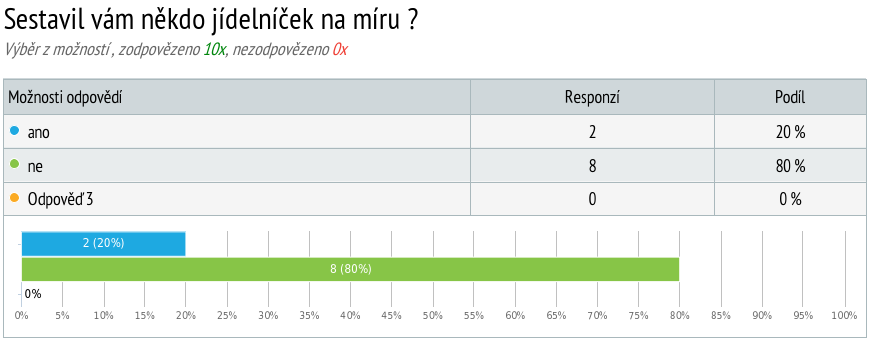 Sestavil vám někdo jídelníček na míru ?
Výběr z možností , zodpovězeno 10x, nezodpovězeno 0x
Možnosti odpovědí Responzí Podíl
ano 2 20 %
ne 8 80 %
Odpověď 3 0 0 %
2 (20%)
8 (80%)
0%
0% 5% 10% 15% 20% 25% 30% 35% 40% 45% 50% 55% 60% 65% 70% 75% 80% 85% 90% 95% 100%